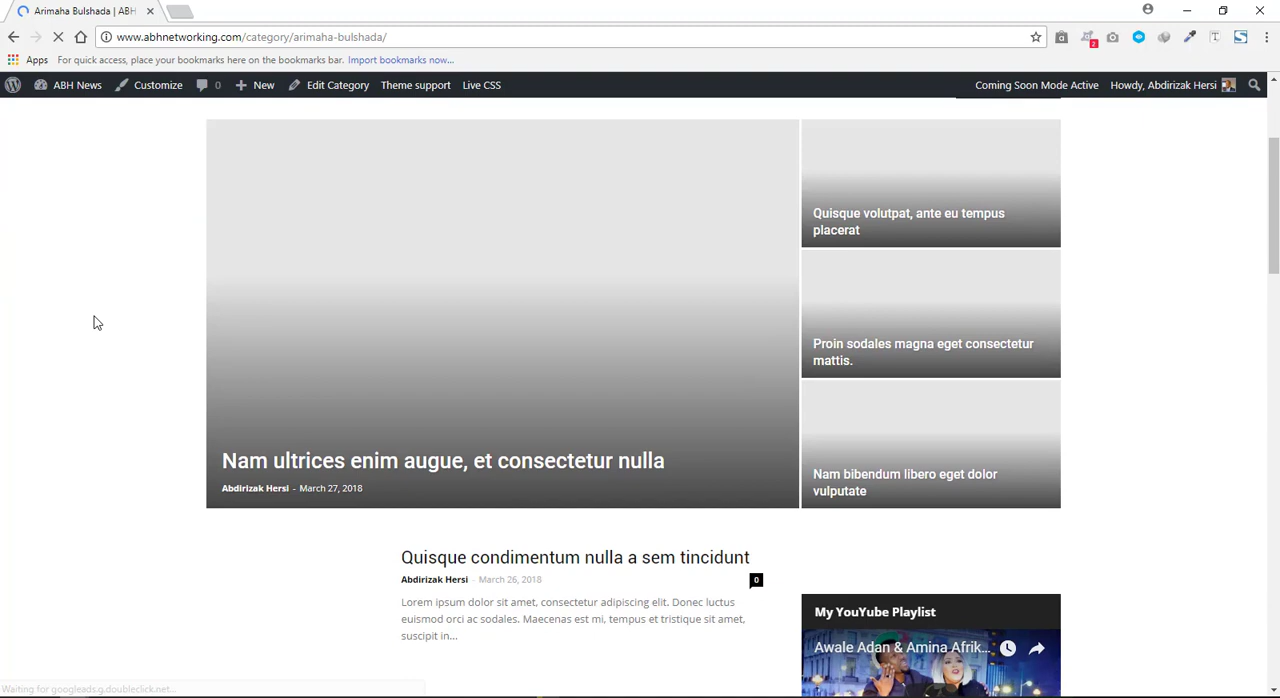 Arimaha Bulshada | ABH
www.abhnetworking.com/category/arimaha-bulshada/
2
Apps For quick access, place your bookmarks here on the bookmarks bar. Import bookmarks now...
ABH News Customize 0 New Edit Category Theme support Live CSS Coming Soon Mode Active Howdy, Abdirizak Hersi
Quisque volutpat, ante eu tempus
placerat
Proin sodales magna eget consectetur
mattis.
Nam ultrices enim augue, et consectetur nulla
Abdirizak Hersi - March 27, 2018
Nam bibendum libero eget dolor
vulputate
Quisque condimentum nulla a sem tincidunt
Abdirizak Hersi - March 26, 2018 0
Lorem ipsum dolor sit amet, consectetur adipiscing elit. Donec luctus
euismod orci ac sodales. Maecenas est mi, tempus et tristique sit amet,
suscipit in...
My YouYube Playlist
Awale Adan & Amina Afrik...
Waiting for googleads.g.doubleclick.net...